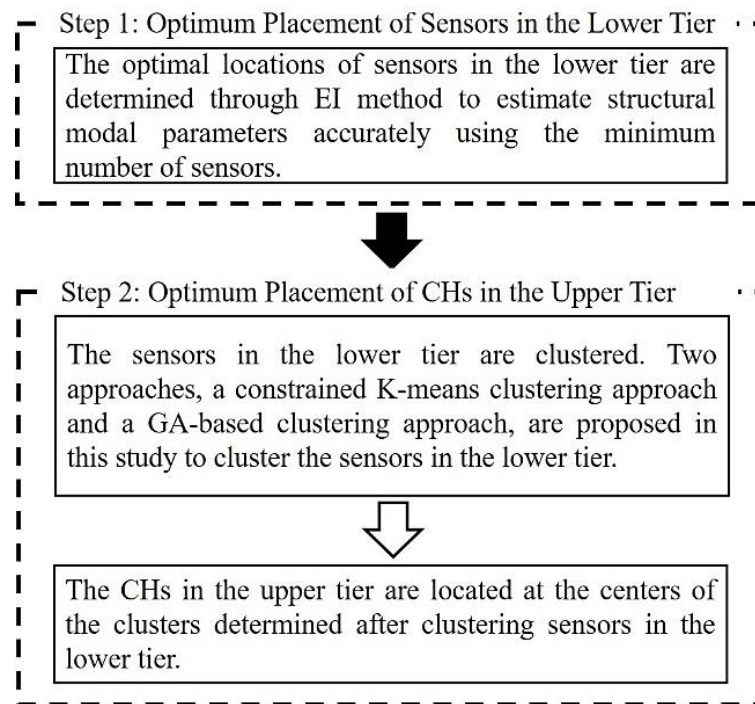 Step 1: Optimum Placement of Sensors in the Lower Tier
The optimal locations of sensors in the lower tier are
determined through EI method to estimate structural
modal parameters accurately using the minimum
number of sensors.
Step 2: Optimum Placement of CHs in the Upper Tier
The sensors in the lower tier are clustered. Two
approaches, a constrained K-means clustering approach
and a GA-based clustering approach, are proposed in
this study to cluster the sensors in the lower tier.
The CHs in the upper tier are located at the centers of
the clusters determined after clustering sensors in the
lower tier.